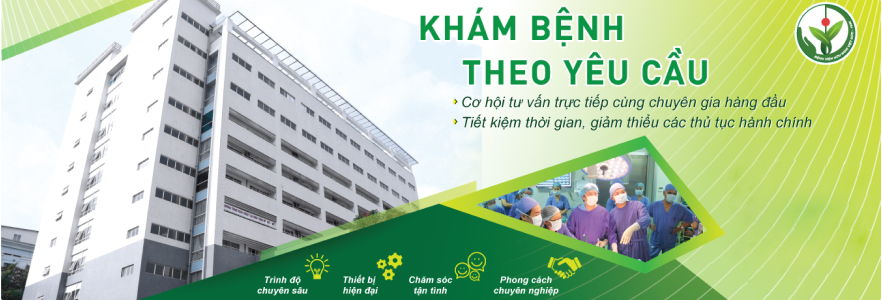 KHÁM BỆNH
THEO YÊU CẦU
Cơ hội tư vấn trực tiếp cùng chuyên gia hàng đầu
Tiết kiệm thời gian, giảm thiểu các thủ tục hành chính
Trình độ
chuyên sâu
Thiết bị
hiện đại
Chăm sóc
tận tình
Phong cách
chuyên nghiệp